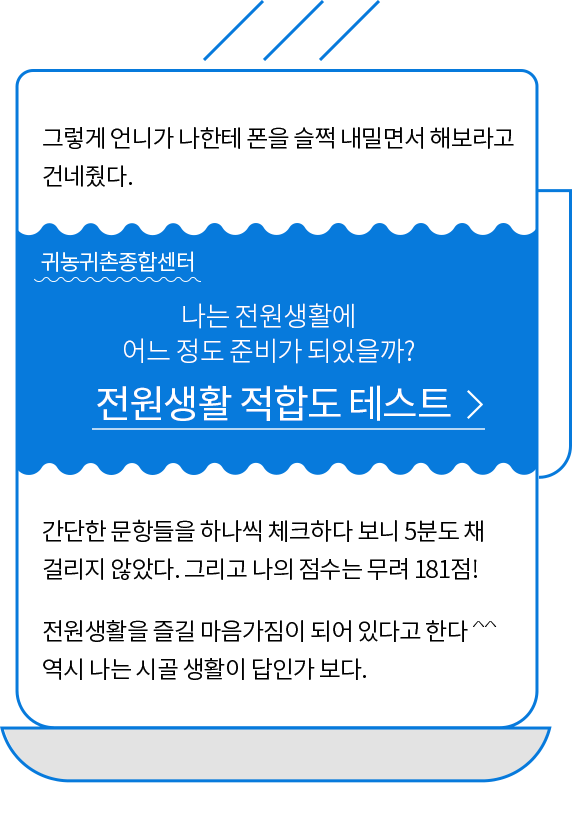 그렇게 언니가 나한테 폰을 슬쩍 내밀면서 해보라고
건네줬다.
귀농귀촌종합센터
나는 전원생활에
어느 정도 준비가 되있을까?
전원생활 적합도 테스트 >
간단한 문항들을 하나씩 체크하다 보니 5분도 채
걸리지 않았다. 그리고 나의 점수는 무려 181점!
전원생활을 즐길 마음가짐이 되어 있다고 한다 ^^
역시 나는 시골 생활이 답인가 보다.